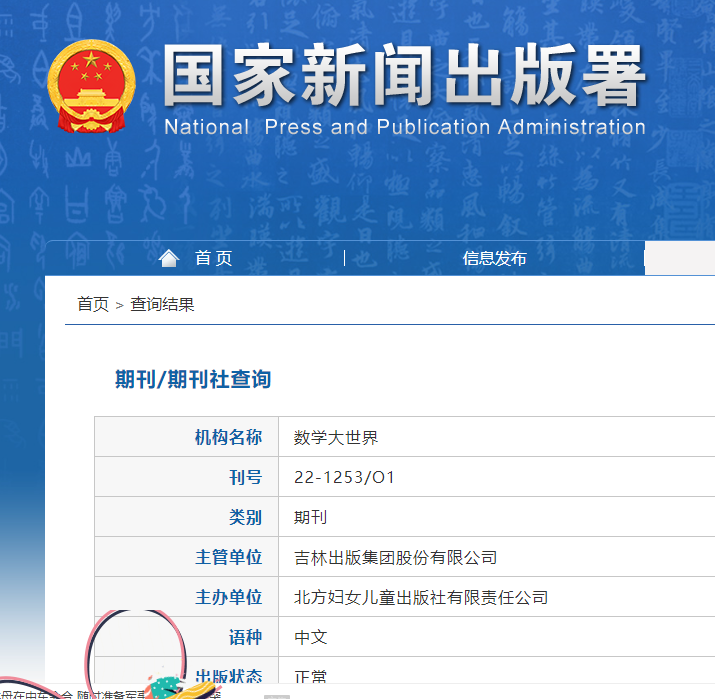 国家新闻出版署
National Press and Publication Administration
首 页 信息发布
首页 > 查询结果
期刊/期刊社查询
机构名称 数学大世界
刊号 22-1253/O1
类别 期刊
主管单位 吉林出版集团股份有限公司
主办单位 北方妇女儿童出版社有限责任公司
语种 中文
出版状态 正常